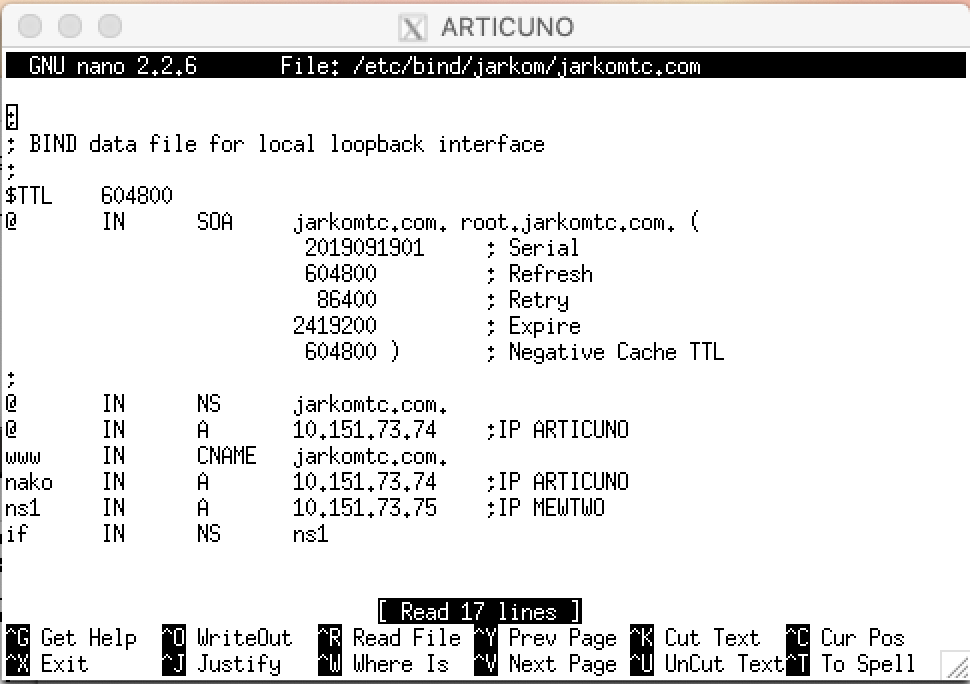 ARTICUNO
GNU nano 2.2.6 File: /etc/bind/jarkom/jarkomtc.com
;
; BIND data file for local loopback interface
;
$TTL 604800
@ IN SOA jarkomtc.com. root.jarkomtc.com. (
2019091901 ; Serial
604800 ; Refresh
86400 ; Retry
2419200 ; Expire
604800 ) ; Negative Cache TTL
;
@ IN NS jarkomtc.com.
@ IN A 10.151.73.74 ;IP ARTICUNO
www IN CNAME jarkomtc.com.
nako IN A 10.151.73.74 ;IP ARTICUNO
ns1 IN A 10.151.73.75 ;IP MEWTWO
if IN NS ns1
[ Read 17 lines ]
^G Get Help ^O WriteOut ^R Read File ^Y Prev Page ^K Cut Text ^C Cur Pos
^X Exit ^J Justify ^W Where Is ^V Next Page ^U UnCut Text ^T To Spell